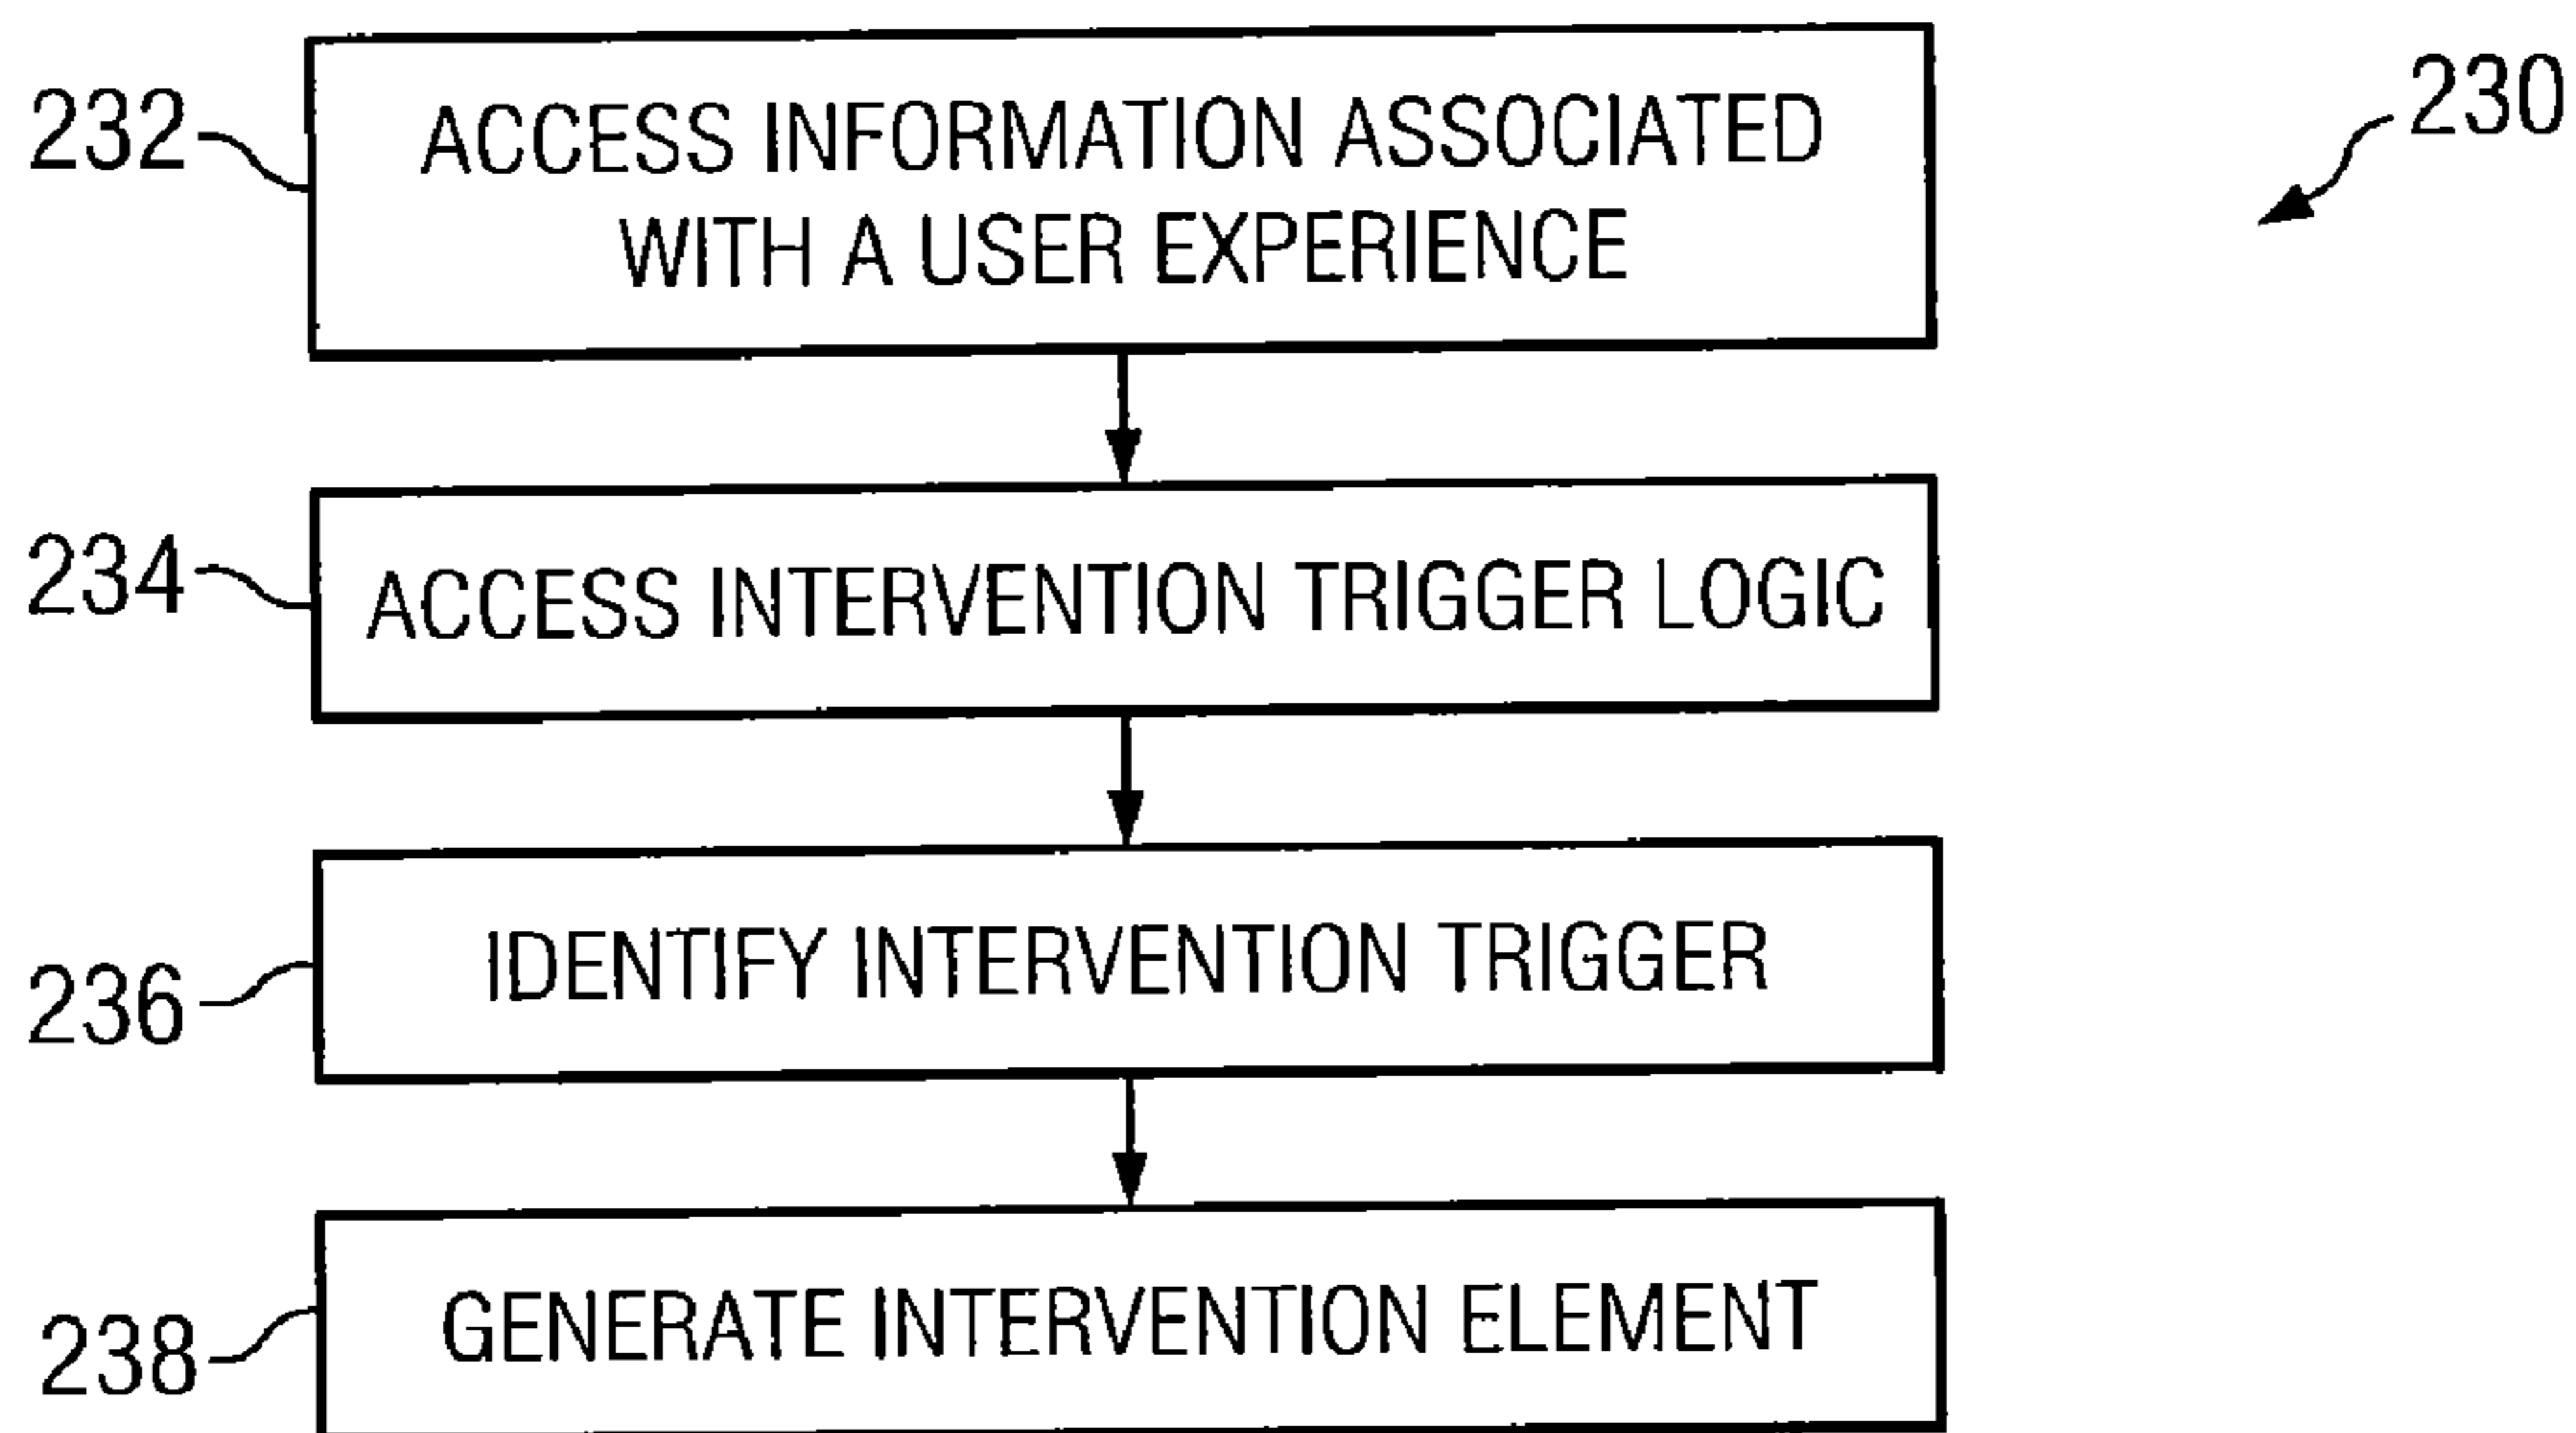 230
232
ACCESS INFORMATION ASSOCIATED
WITH A USER EXPERIENCE
234
ACCESS INTERVENTION TRIGGER LOGIC
236
IDENTIFY INTERVENTION TRIGGER
238
GENERATE INTERVENTION ELEMENT